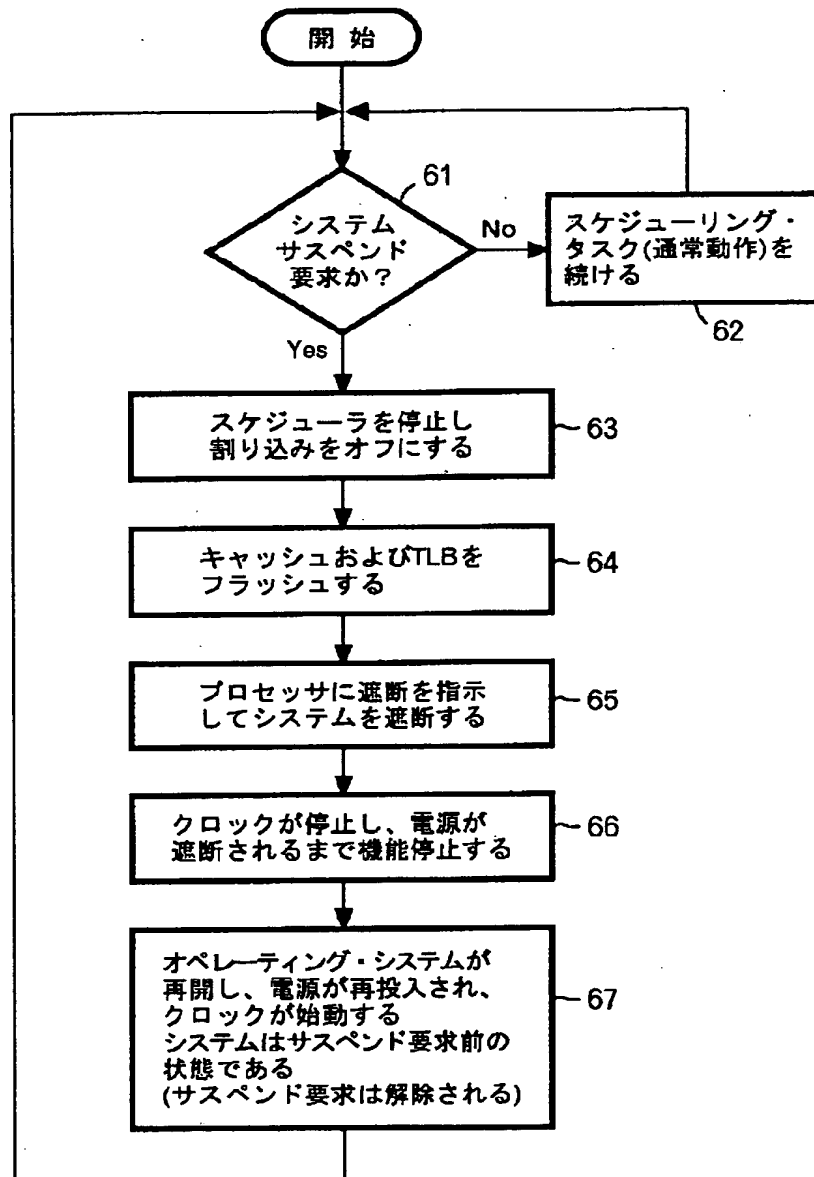 開 始
61
システム
サスペンド
要求か?
No
スケジューリング・
タスク(通常動作)を
続ける
62
Yes
スケジューラを停止し
割り込みをオフにする
63
キャッシュおよびTLBを
フラッシュする
64
プロセッサに遮断を指示
してシステムを遮断する
65
クロックが停止し、電源が
遮断されるまで機能停止する
66
オペレーティング・システムが
再開し、電源が再投入され、
クロックが始動する
システムはサスペンド要求前の
状態である
(サスペンド要求は解除される)
67